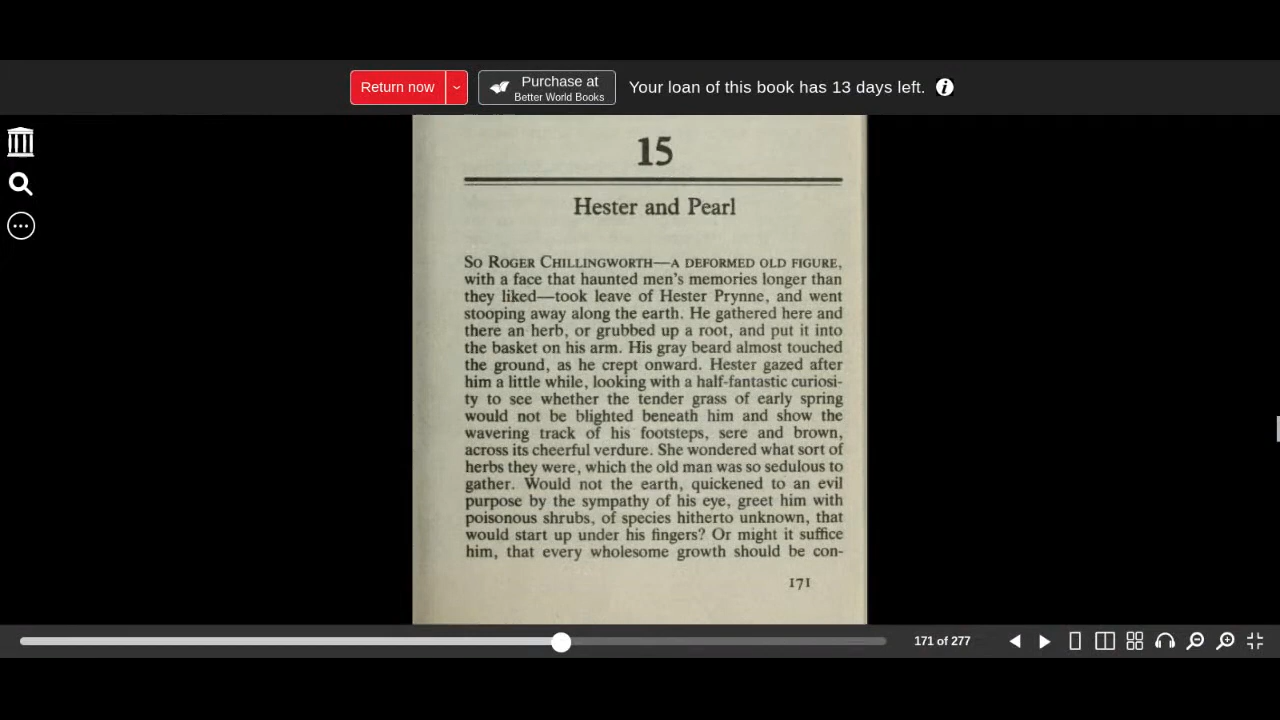 Return now
Purchase at
Better World Books
Your loan of this book has 13 days left.
15
Hester and Pearl
SO ROGER CHILLINGWORTH—A DEFORMED OLD FIGURE,
with a face that haunted men's memories longer than
they liked—took leave of Hester Prynne, and went
stooping away along the earth. He gathered here and
there an herb, or grubbed up a root, and put it into
the basket on his arm. His gray beard almost touched
the ground, as he crept onward. Hester gazed after
him a little while, looking with a half-fantastic curiosi-
ty to see whether the tender grass of early spring
would not be blighted beneath him and show the
wavering track of his footsteps, sere and brown,
across its cheerful verdure. She wondered what sort of
herbs they were, which the old man was so sedulous to
gather. Would not the earth, quickened to an evil
purpose by the sympathy of his eye, greet him with
poisonous shrubs, of species hitherto unknown, that
would start up under his fingers? Or might it suffice
him, that every wholesome growth should be con-
171
171 of 277